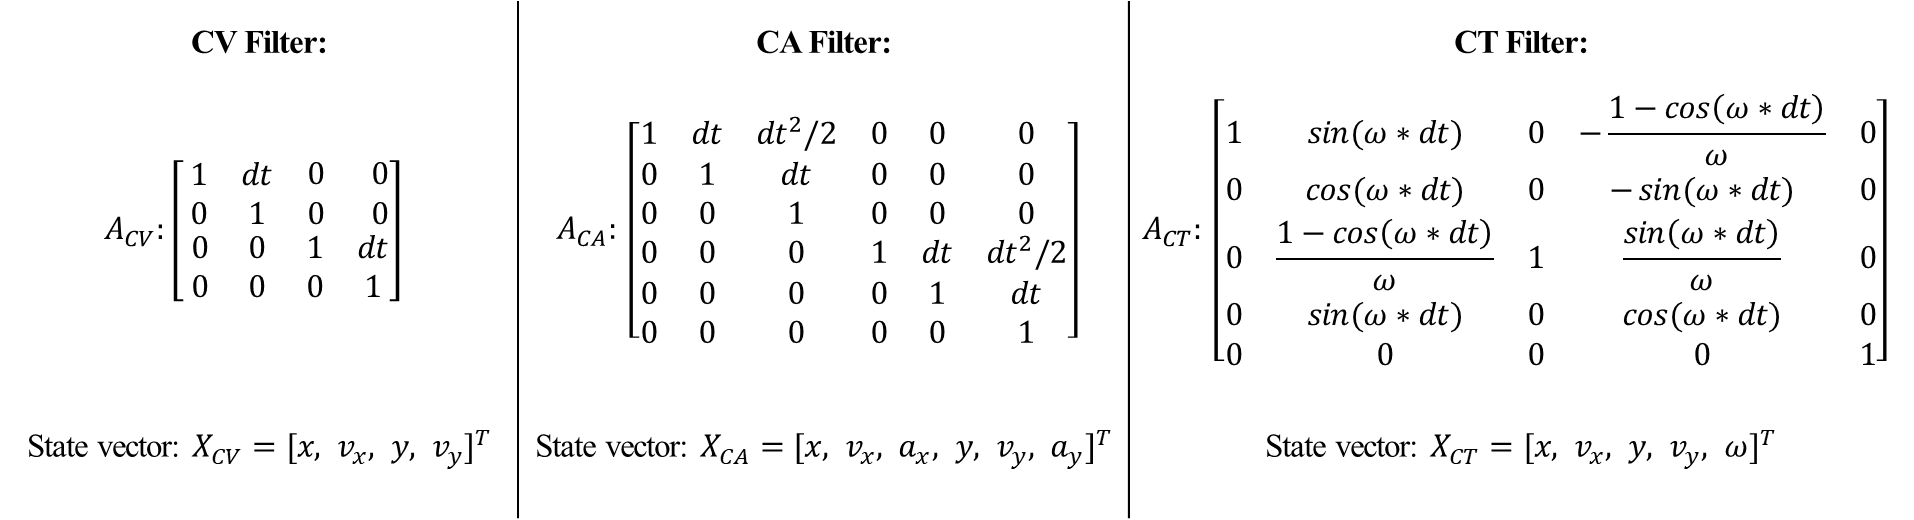 CV Filter:
A_CV: [1 dt 0 0
0 1 0 0
0 0 1 dt
0 0 0 1]
State vector: X_CV = [x, v_x, y, v_y]^T
CA Filter:
A_CA: [1 dt dt²/2 0 0 0
0 1 dt 0 0 0
0 0 1 0 0 0
0 0 0 1 dt dt²/2
0 0 0 0 1 dt
0 0 0 0 0 1]
State vector: X_CA = [x, v_x, a_x, y, v_y, a_y]^T
CT Filter:
A_CT: [1 sin(ω * dt) 0 −(1 − cos(ω * dt))/ω 0
0 cos(ω * dt) 0 − sin(ω * dt) 0
0 (1 − cos(ω * dt))/ω 1 sin(ω * dt)/ω 0
0 sin(ω * dt) 0 cos(ω * dt) 0
0 0 0 0 1]
State vector: X_CT = [x, v_x, y, v_y, ω]^T